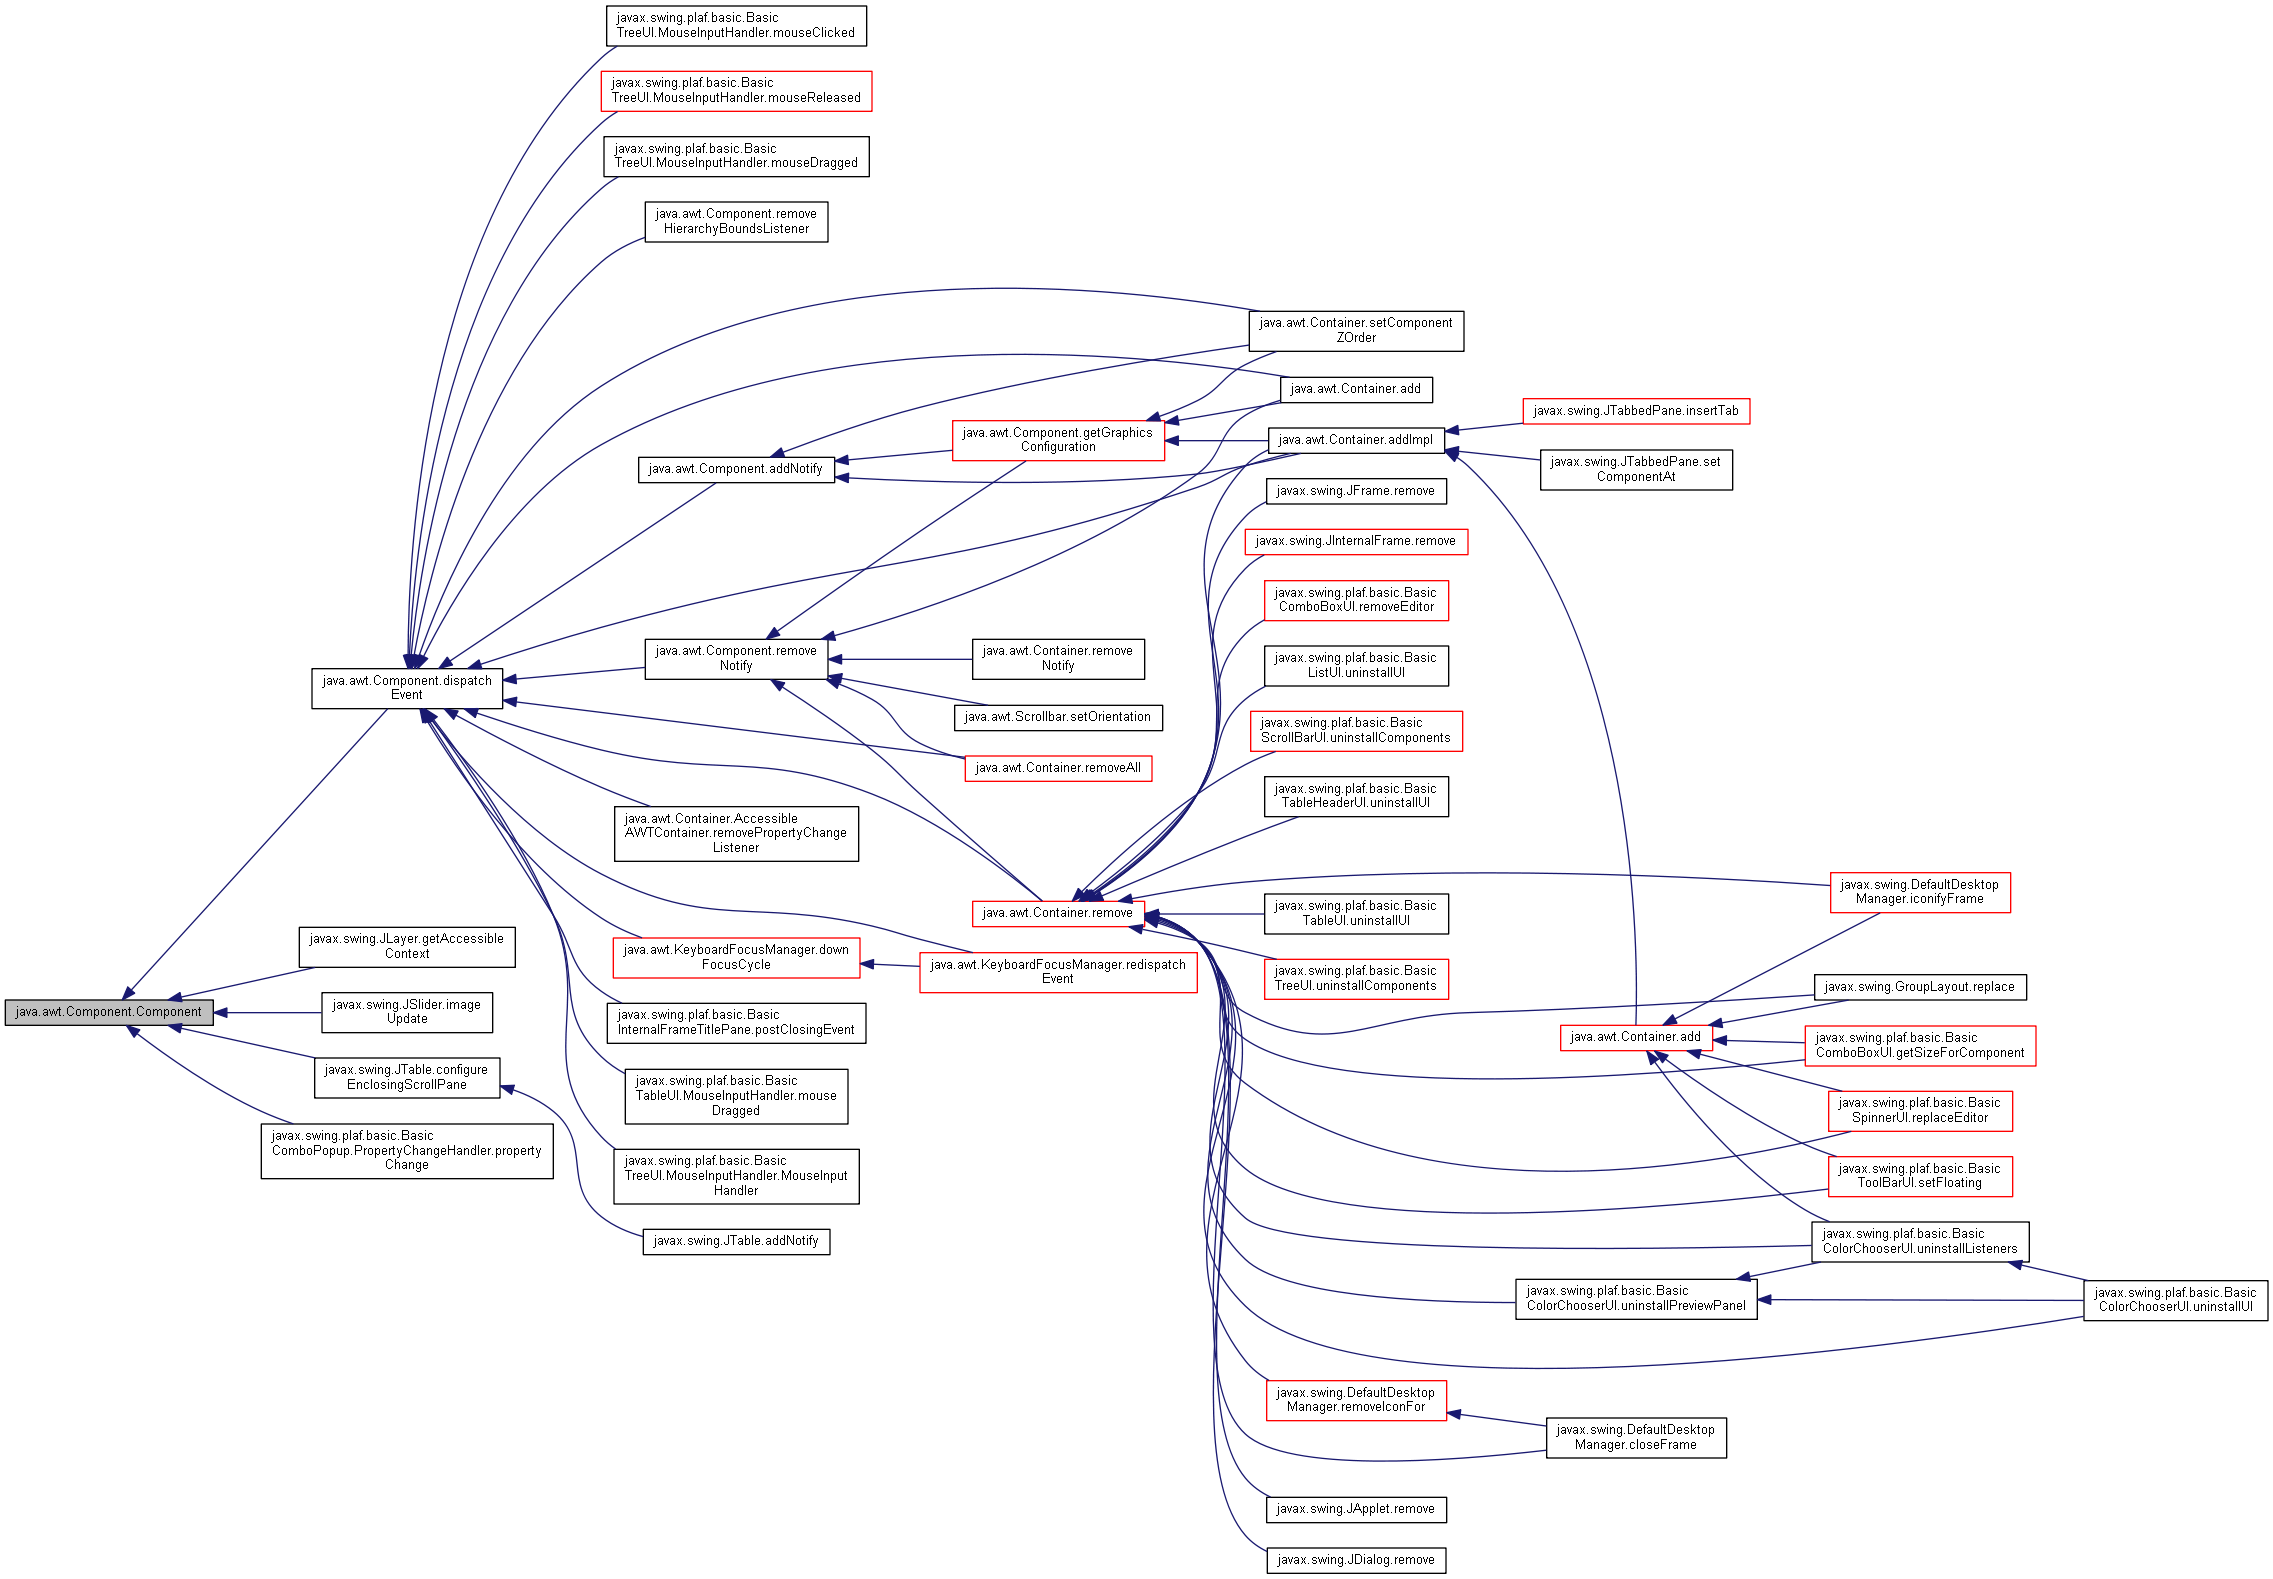 javax.swing.plaf.basic.Basic
TreeUI.MouseInputHandler.mouseClicked
javax.swing.plaf.basic.Basic
TreeUI.MouseInputHandler.mouseReleased
javax.swing.plaf.basic.Basic
TreeUI.MouseInputHandler.mouseDragged
java.awt.Component.remove
HierarchyBoundsListener
java.awt.Container.setComponent
ZOrder
java.awt.Container.add
javax.swing.JTabbedPane.insertTab
java.awt.Component.getGraphics
Configuration
java.awt.Container.addImpl
java.awt.Component.addNotify
javax.swing.JTabbedPane.set
ComponentAt
javax.swing.JFrame.remove
javax.swing.JInternalFrame.remove
javax.swing.plaf.basic.Basic
ComboBoxUI.removeEditor
java.awt.Component.remove
Notify
java.awt.Container.remove
Notify
javax.swing.plaf.basic.Basic
ListUI.uninstallUI
java.awt.Component.dispatch
Event
java.awt.Scrollbar.setOrientation
javax.swing.plaf.basic.Basic
ScrollBarUI.uninstallComponents
java.awt.Container.removeAll
javax.swing.plaf.basic.Basic
TableHeaderUI.uninstallUI
java.awt.Container.Accessible
AWTContainer.removePropertyChange
Listener
javax.swing.DefaultDesktop
Manager.iconifyFrame
java.awt.Container.remove
javax.swing.plaf.basic.Basic
TableUI.uninstallUI
javax.swing.JLayer.getAccessible
Context
java.awt.KeyboardFocusManager.down
FocusCycle
java.awt.KeyboardFocusManager.redispatch
Event
javax.swing.plaf.basic.Basic
TreeUI.uninstallComponents
javax.swing.GroupLayout.replace
java.awt.Component.Component
javax.swing.JSlider.image
Update
javax.swing.plaf.basic.Basic
InternalFrameTitlePane.postClosingEvent
java.awt.Container.add
javax.swing.plaf.basic.Basic
ComboBoxUI.getSizeForComponent
javax.swing.JTable.configure
EnclosingScrollPane
javax.swing.plaf.basic.Basic
TableUI.MouseInputHandler.mouse
Dragged
javax.swing.plaf.basic.Basic
SpinnerUI.replaceEditor
javax.swing.plaf.basic.Basic
ComboPopup.PropertyChangeHandler.property
Change
javax.swing.plaf.basic.Basic
TreeUI.MouseInputHandler.MouseInput
Handler
javax.swing.plaf.basic.Basic
ToolBarUI.setFloating
javax.swing.JTable.addNotify
javax.swing.plaf.basic.Basic
ColorChooserUI.uninstallListeners
javax.swing.plaf.basic.Basic
ColorChooserUI.uninstallPreviewPanel
javax.swing.plaf.basic.Basic
ColorChooserUI.uninstallUI
javax.swing.DefaultDesktop
Manager.removeIconFor
javax.swing.DefaultDesktop
Manager.closeFrame
javax.swing.JApplet.remove
javax.swing.JDialog.remove